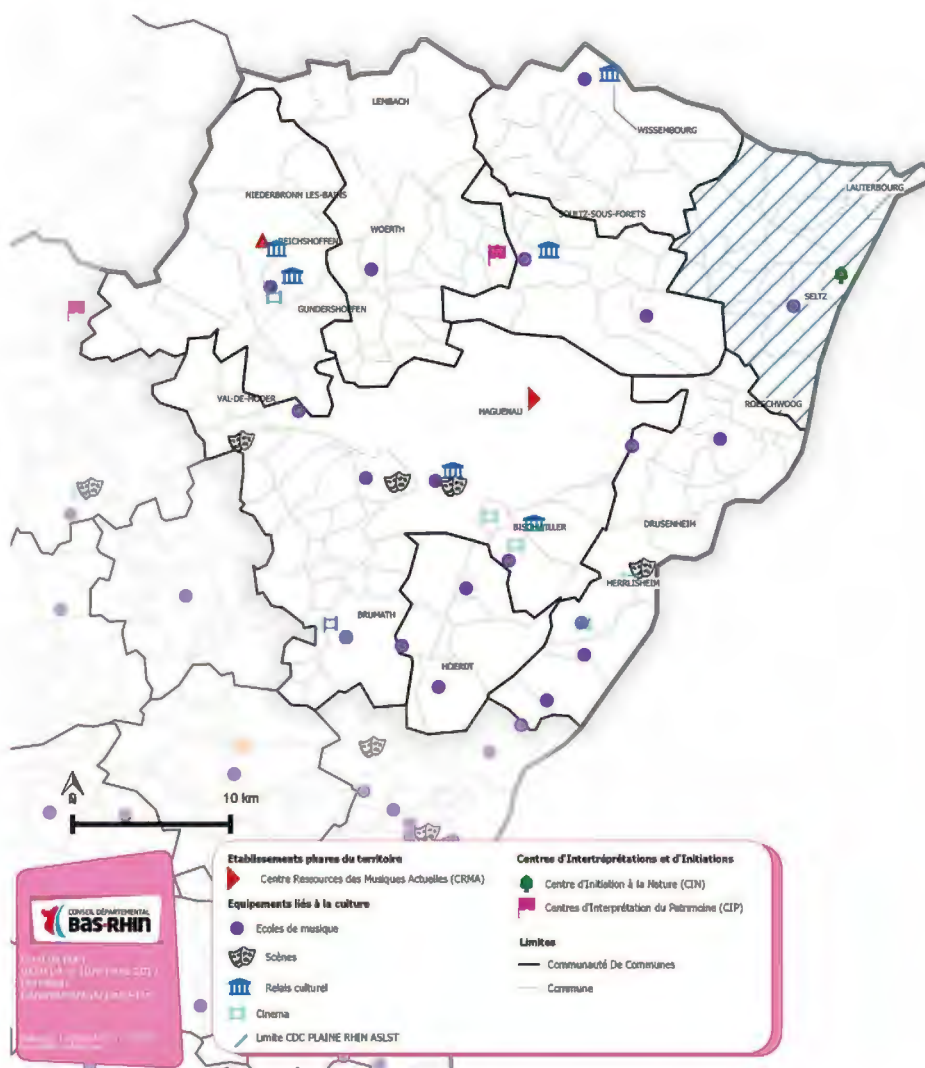 LEMBACH
WISSEMBOURG
LAUTERBOURG
NIEDERBRONN LES-BAINS
SOULTZ-SOUS-FORETS
WOERTH
REICHSHOFFEN
SELTZ
GUNDERSHOFFEN
VAL-DE-MODER
ROESCHWOOG
HAGUENAU
BISCHWILLER
DRUSENHEIM
HERRLISHEIM
BRUMATH
HOERDT
N
10 km
Etablissements phares du territoire
Centre Ressources des Musiques Actuelles (CRMA)
Equipements liés à la culture
Ecoles de musique
Scènes
Relais culturel
Cinema
Limite CDC PLAINE RHIN ASLST
Centres d'Intertréprétations et d'Initiations
Centre d'Initiation à la Nature (CIN)
Centres d'Interprétation du Patrimoine (CIP)
Limites
Communauté De Communes
Commune
CONSEIL DÉPARTEMENTAL
BAS-RHIN